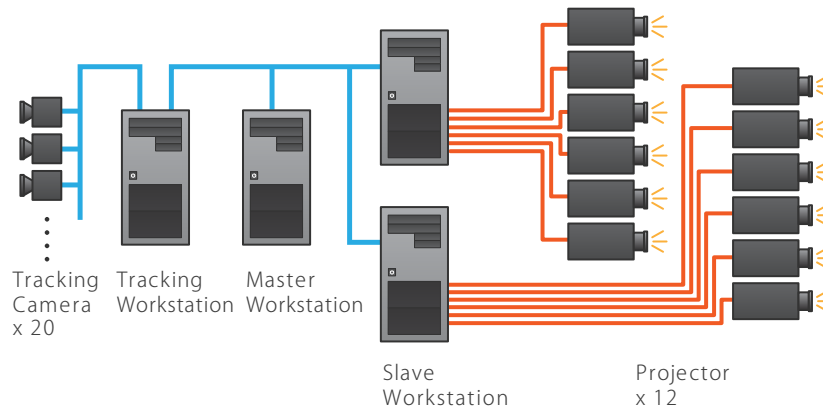 Tracking
Camera
x 20
Tracking
Workstation
Master
Workstation
Slave
Workstation
Projector
x 12